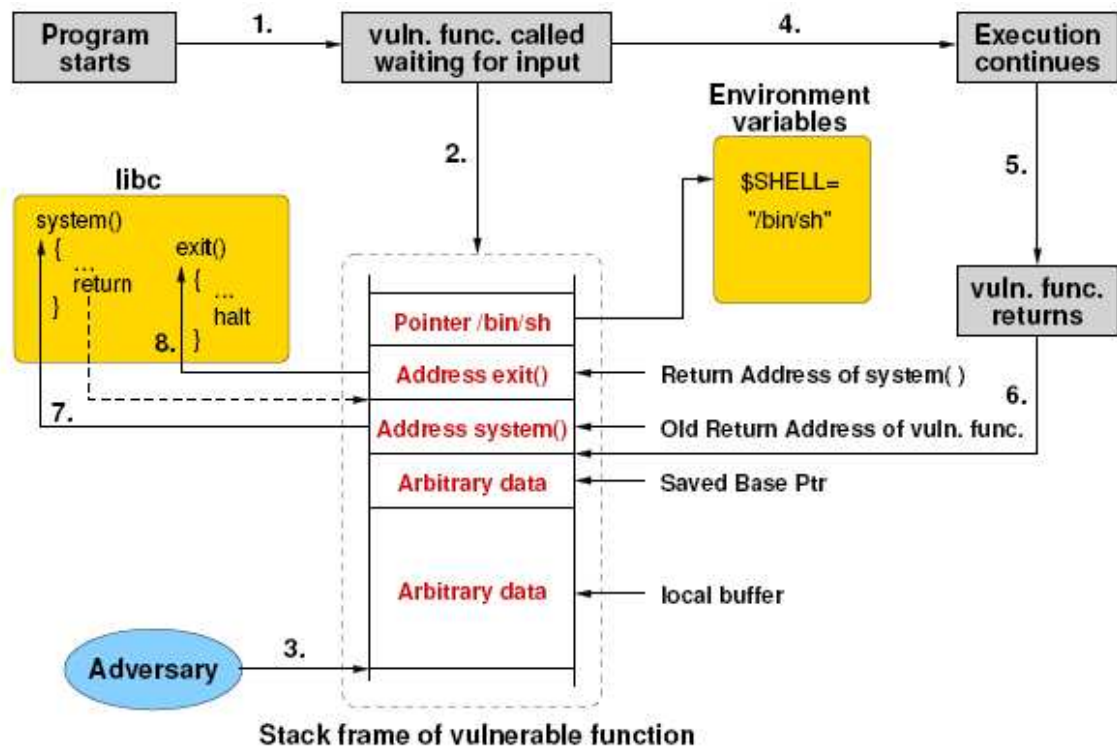 Program
starts
1.
vuln. func. called
waiting for input
4.
Execution
continues
2.
Environment
variables
$SHELL=
"/bin/sh"
5.
libc
system()
{
...
return
}
exit()
{
...
halt
}
8.
7.
vuln. func.
returns
6.
Pointer /bin/sh
Address exit()
Return Address of system( )
Address system()
Old Return Address of vuln. func.
Arbitrary data
Saved Base Ptr
Arbitrary data
local buffer
Adversary
3.
Stack frame of vulnerable function